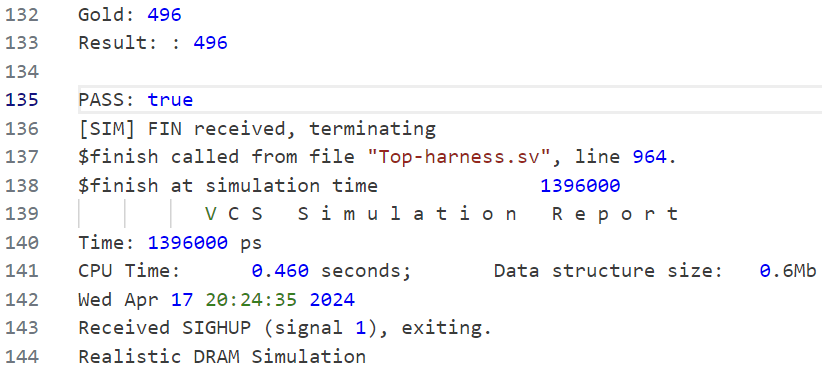 132 Gold: 496
133 Result: : 496
134
135 PASS: true
136 [SIM] FIN received, terminating
137 $finish called from file "Top-harness.sv", line 964.
138 $finish at simulation time 1396000
139 V C S S i m u l a t i o n R e p o r t
140 Time: 1396000 ps
141 CPU Time: 0.460 seconds; Data structure size: 0.6Mb
142 Wed Apr 17 20:24:35 2024
143 Received SIGHUP (signal 1), exiting.
144 Realistic DRAM Simulation